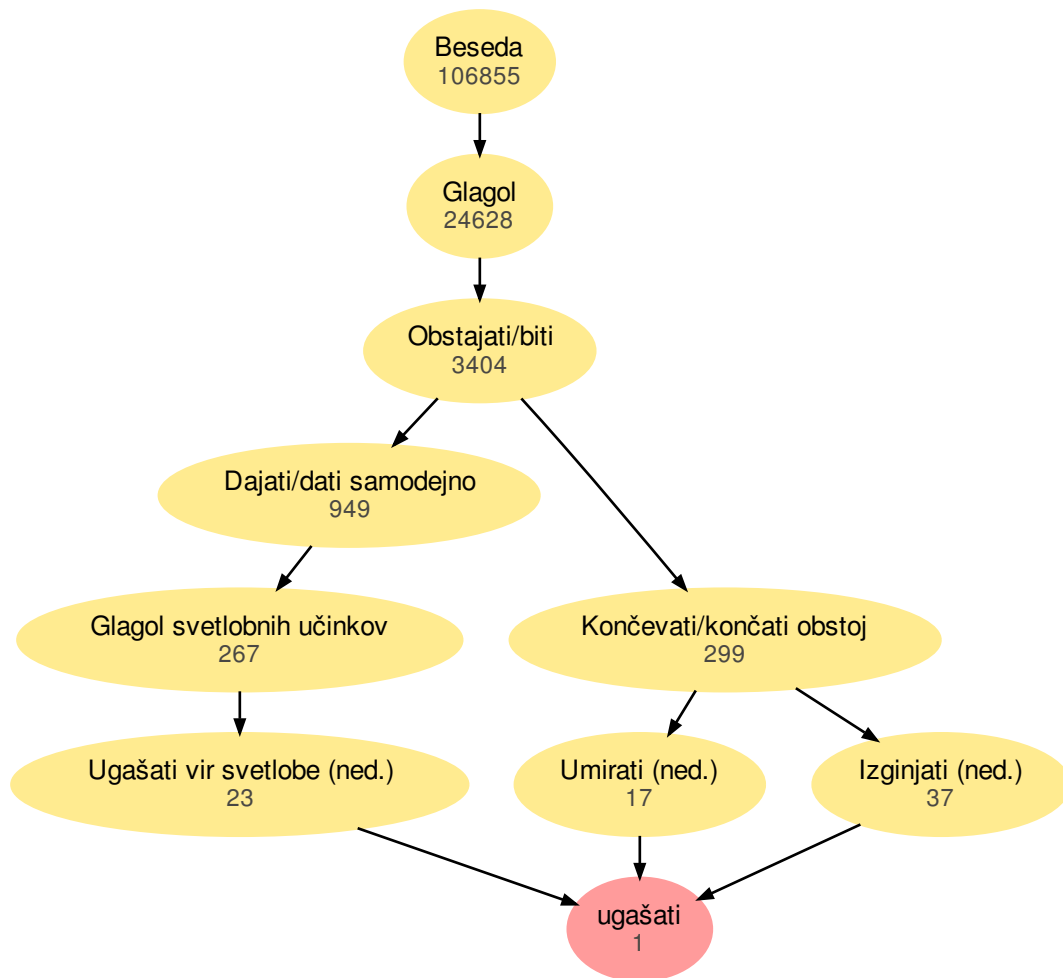 Beseda
106855
Glagol
24628
Obstajati/biti
3404
Dajati/dati samodejno
949
Glagol svetlobnih učinkov
267
Končevati/končati obstoj
299
Ugašati vir svetlobe (ned.)
23
Umirati (ned.)
17
Izginjati (ned.)
37
ugašati
1